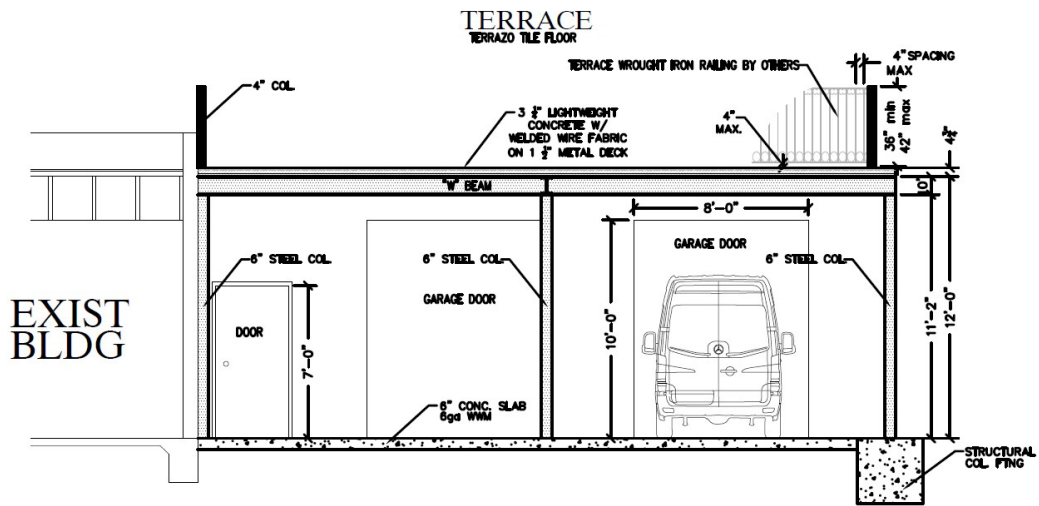 TERRACE
TERRAZO TILE FLOOR
4" SPACING
MAX
TERRACE WROUGHT IRON RAILING BY OTHERS
4" COL.
3 ½" LIGHTWEIGHT
CONCRETE W/
WELDED WIRE FABRIC
ON 1 ½" METAL DECK
4"
MAX.
36" min
42" max
"W" BEAM
10"
8'-0"
GARAGE DOOR
6" STEEL COL.
6" STEEL COL.
6" STEEL COL.
GARAGE DOOR
EXIST
BLDG
DOOR
7'-0"
10'-0"
11'-2"
12'-0"
6" CONC. SLAB
6ga WWM
STRUCTURAL
COL. FTNG